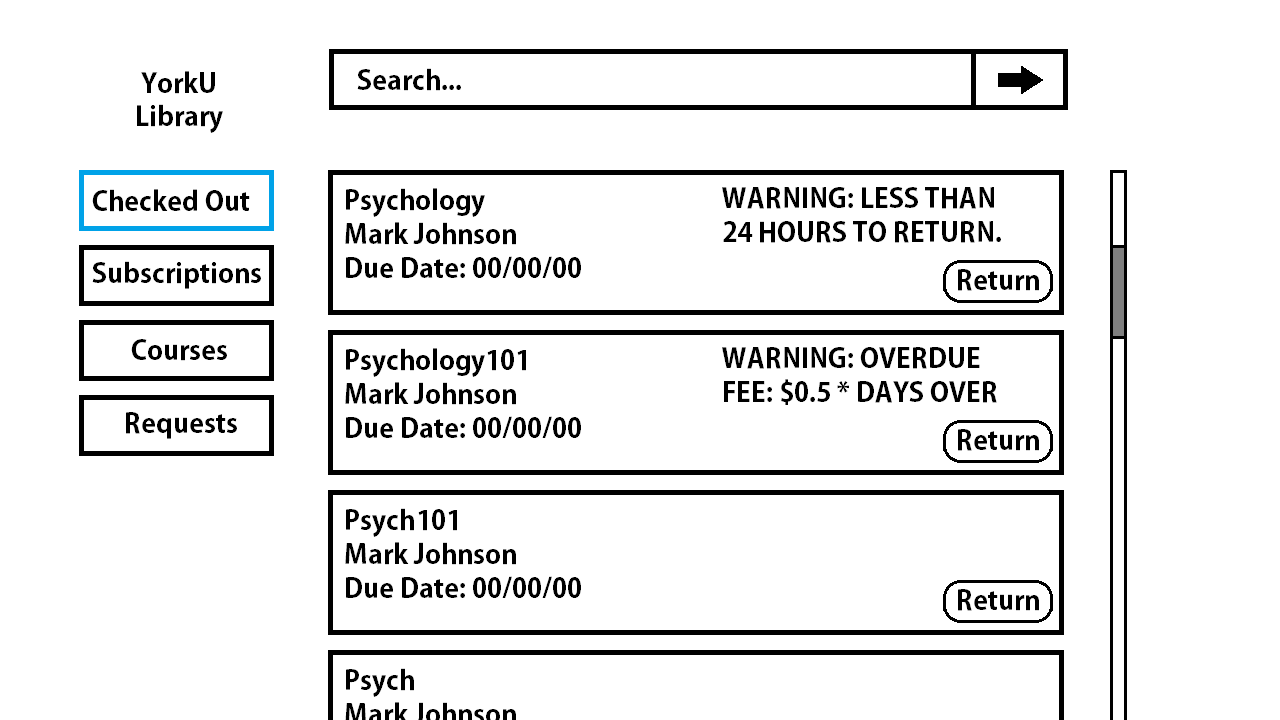 YorkU
Library
Search...
Checked Out
Subscriptions
Courses
Requests
Psychology
Mark Johnson
Due Date: 00/00/00
WARNING: LESS THAN
24 HOURS TO RETURN.
Return
Psychology101
Mark Johnson
Due Date: 00/00/00
WARNING: OVERDUE
FEE: $0.5 * DAYS OVER
Return
Psych101
Mark Johnson
Due Date: 00/00/00
Return
Psych
Mark Johnson